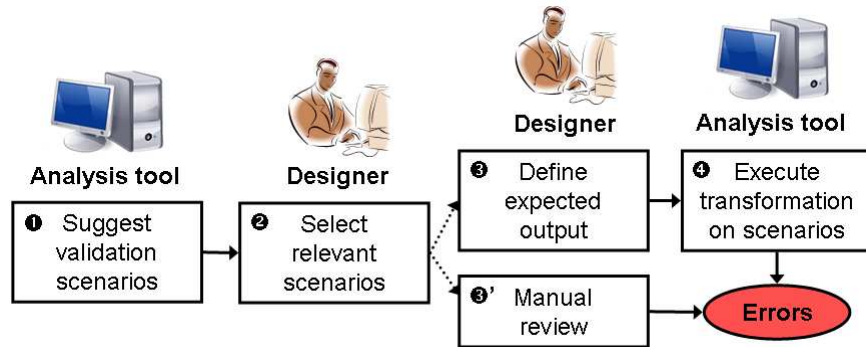 Analysis tool
❶ Suggest
validation
scenarios
Designer
❷ Select
relevant
scenarios
Designer
❸ Define
expected
output
Analysis tool
❹ Execute
transformation
on scenarios
❸' Manual
review
Errors